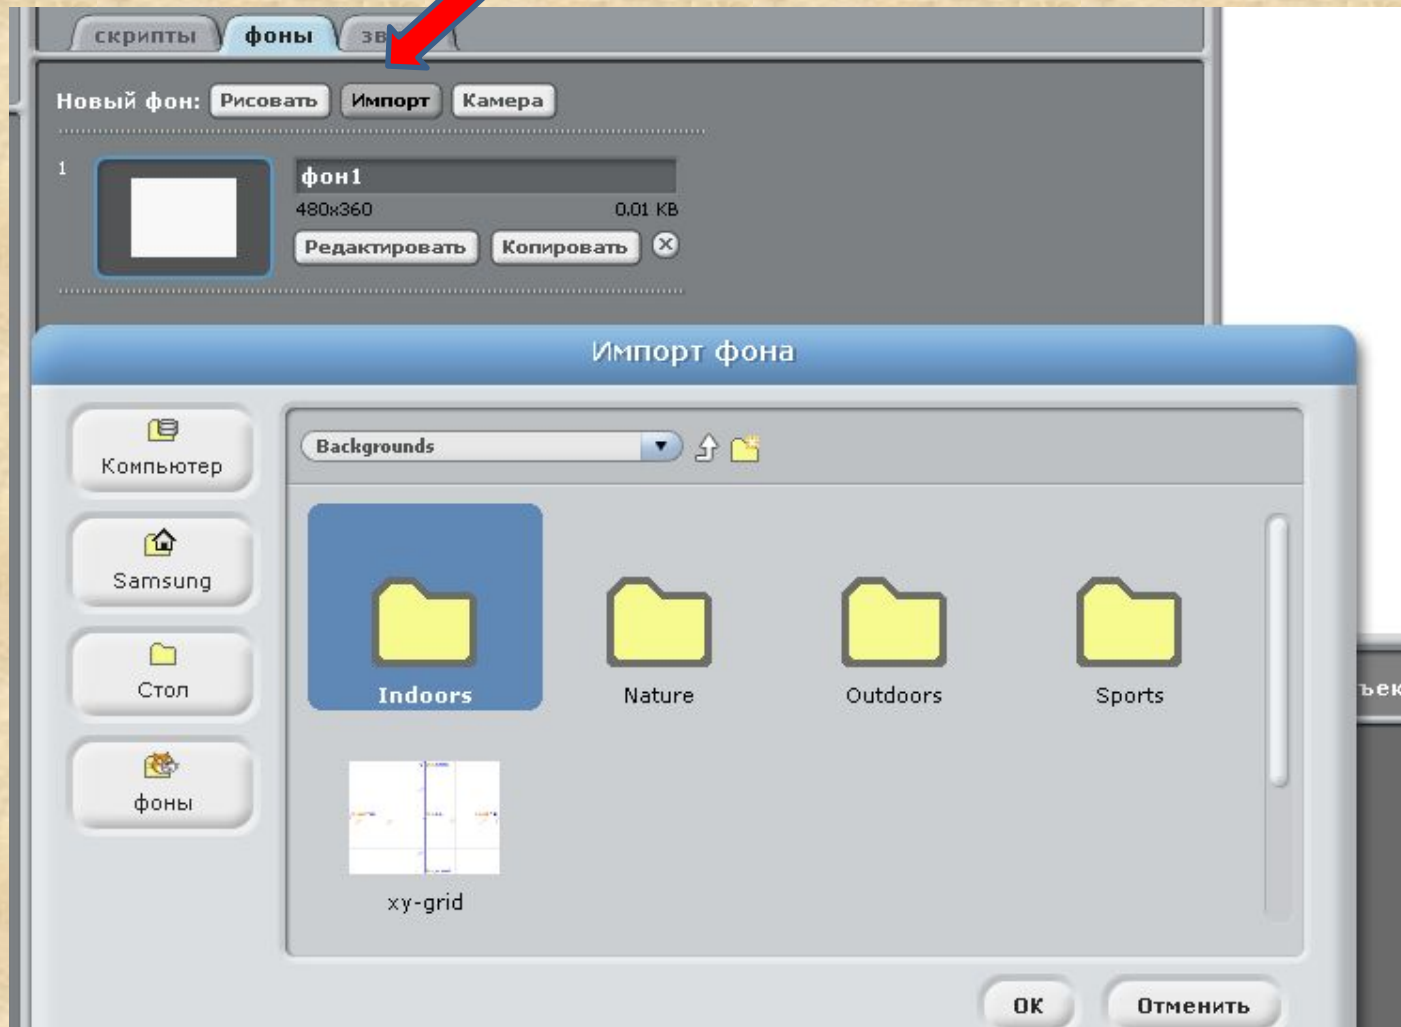 скрипты фоны
Новый фон: Рисовать Импорт Камера
1
фон1
480x360 0.01 KB
Редактировать Копировать
Импорт фона
Компьютер
Backgrounds
Samsung
Стол
фоны
Indoors Nature Outdoors Sports
xy-grid
OK Отменить